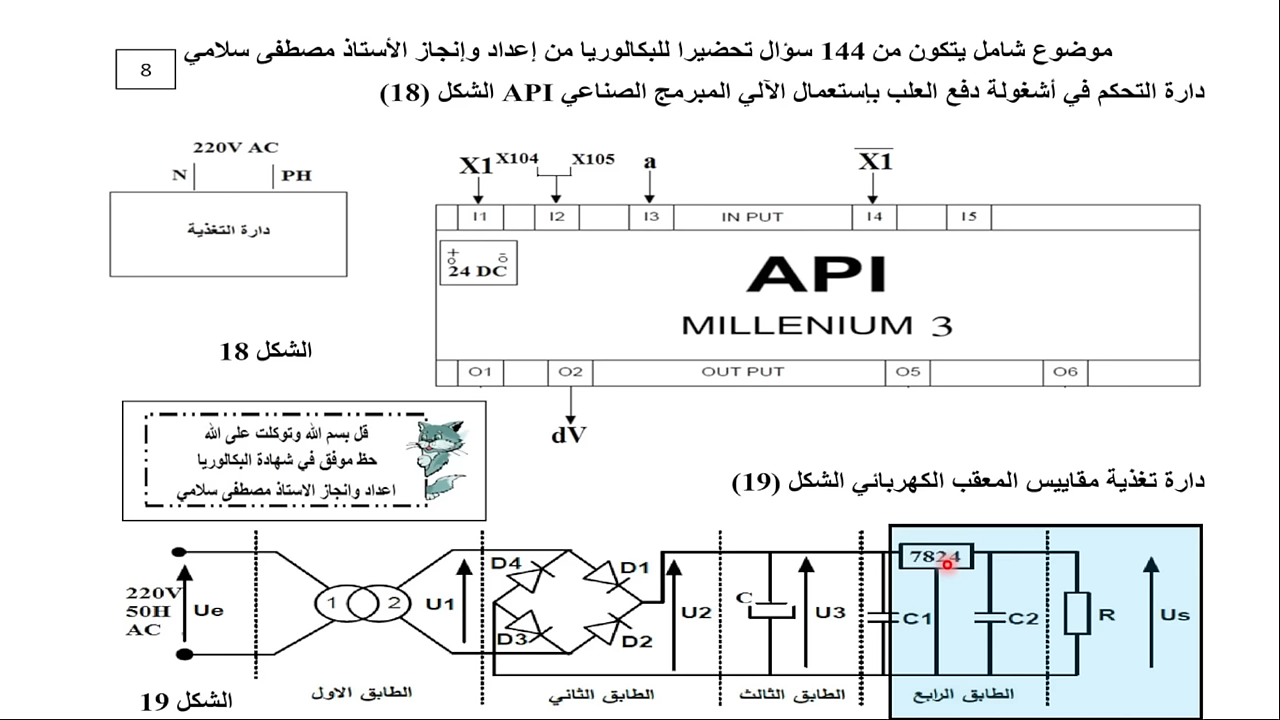 موضوع شامل يتكون من 144 سؤال تحضيرا للبكالوريا من إعداد وإنجاز الأستاذ مصطفى سلامي
8
دارة التحكم في أشغولة دفع العلب بإستعمال الآلي المبرمج الصناعي API الشكل (18)
220V AC
N PH
دارة التغذية
الشكل 18
X1 X104 X105 a X1
I1 I2 I3 IN PUT I4 I5
+ -
24 DC
API
MILLENIUM 3
O1 O2 OUT PUT O5 O6
dV
قل بسم الله وتوكلت على الله
حظ موفق في شهادة البكالوريا
اعداد وانجاز الاستاذ مصطفى سلامي
دارة تغذية مقاييس المعقب الكهربائي الشكل (19)
220V
50H
AC
Ue
1 2
U1
D4 D1
D3 D2
U2
C
U3
C1
7824
C2
R
Us
الطابق الاول
الطابق الثاني
الطابق الثالث
الطابق الرابع
الشكل 19